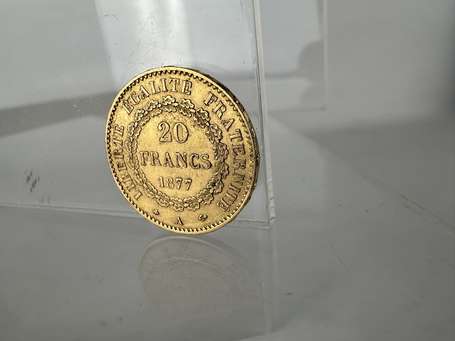 LIBERTÉ ÉGALITÉ FRATERNITÉ
20
FRANCS
1877
A